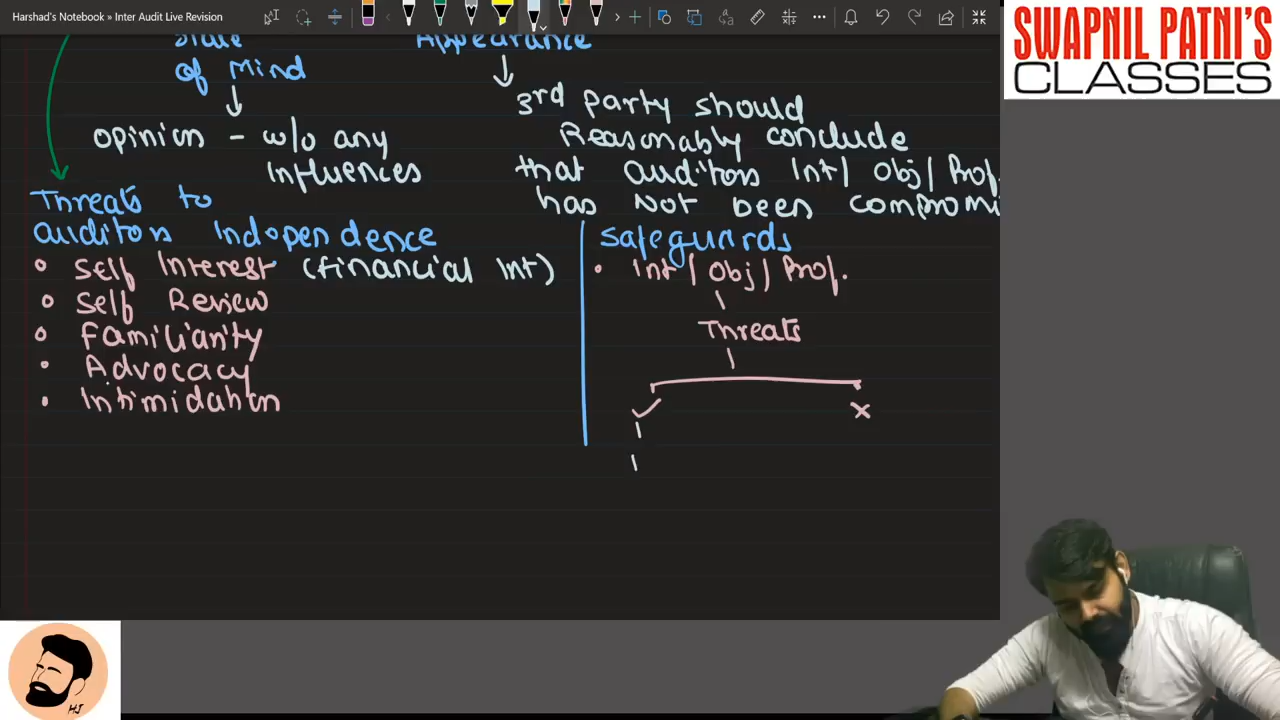 Harshad's Notebook » Inter Audit Live Revision
SWAPNIL PATNI'S
CLASSES
State
of Mind
Appearance
opinion - w/o any
Influences
3rd party should
Reasonably conclude
that auditors Int/ Obj/ Prof.
has Not been compromi
Threats to
auditors Independence
• Self Interest (financial Int)
• Self Review
• Familiarity
• Advocacy
• Intimidation
Safeguards
• Int/ Obj/ Prof.
Threats
HJ